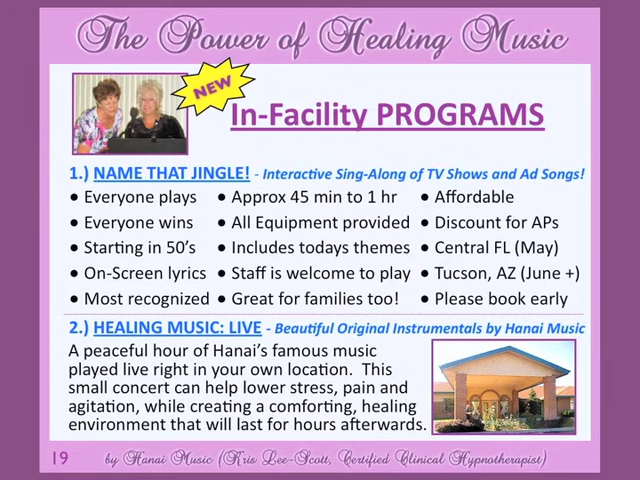 The Power of Healing Music
NEW
In-Facility PROGRAMS
1.) NAME THAT JINGLE! - Interactive Sing-Along of TV Shows and Ad Songs!
• Everyone plays • Approx 45 min to 1 hr • Affordable
• Everyone wins • All Equipment provided • Discount for APs
• Starting in 50's • Includes todays themes • Central FL (May)
• On-Screen lyrics • Staff is welcome to play • Tucson, AZ (June +)
• Most recognized • Great for families too! • Please book early
2.) HEALING MUSIC: LIVE - Beautiful Original Instrumentals by Hanai Music
A peaceful hour of Hanai's famous music
played live right in your own location. This
small concert can help lower stress, pain and
agitation, while creating a comforting, healing
environment that will last for hours afterwards.
19 by Hanai Music (Kris Lee-Scott, Certified Clinical Hypnotherapist)